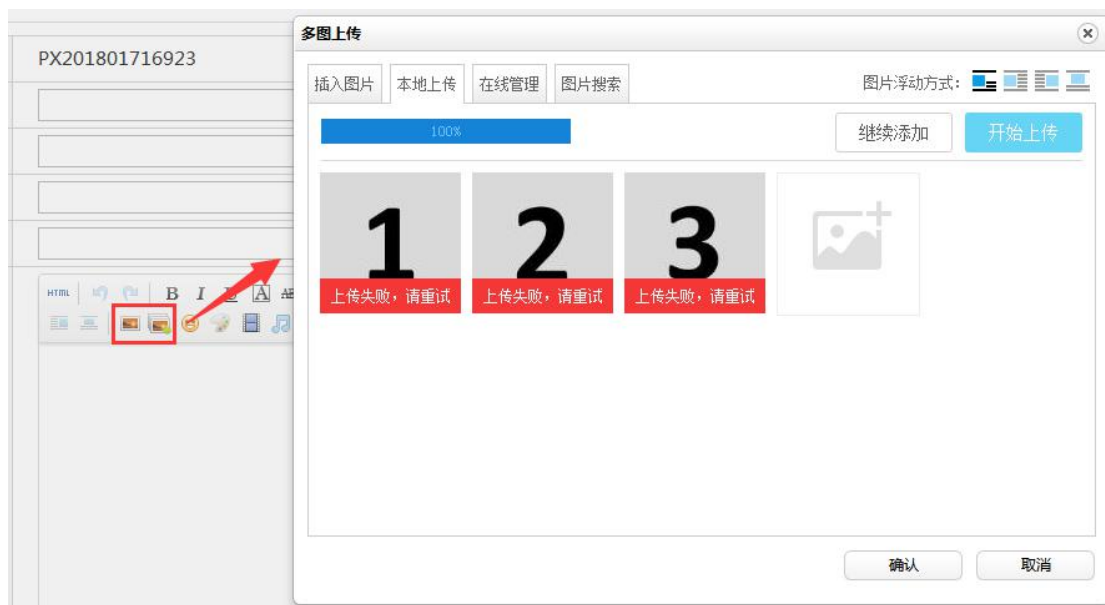 多图上传
PX201801716923
插入图片 本地上传 在线管理 图片搜索
图片浮动方式：
100%
继续添加 开始上传
1 2 3
上传失败，请重试 上传失败，请重试 上传失败，请重试
HTML B I U A
确认 取消